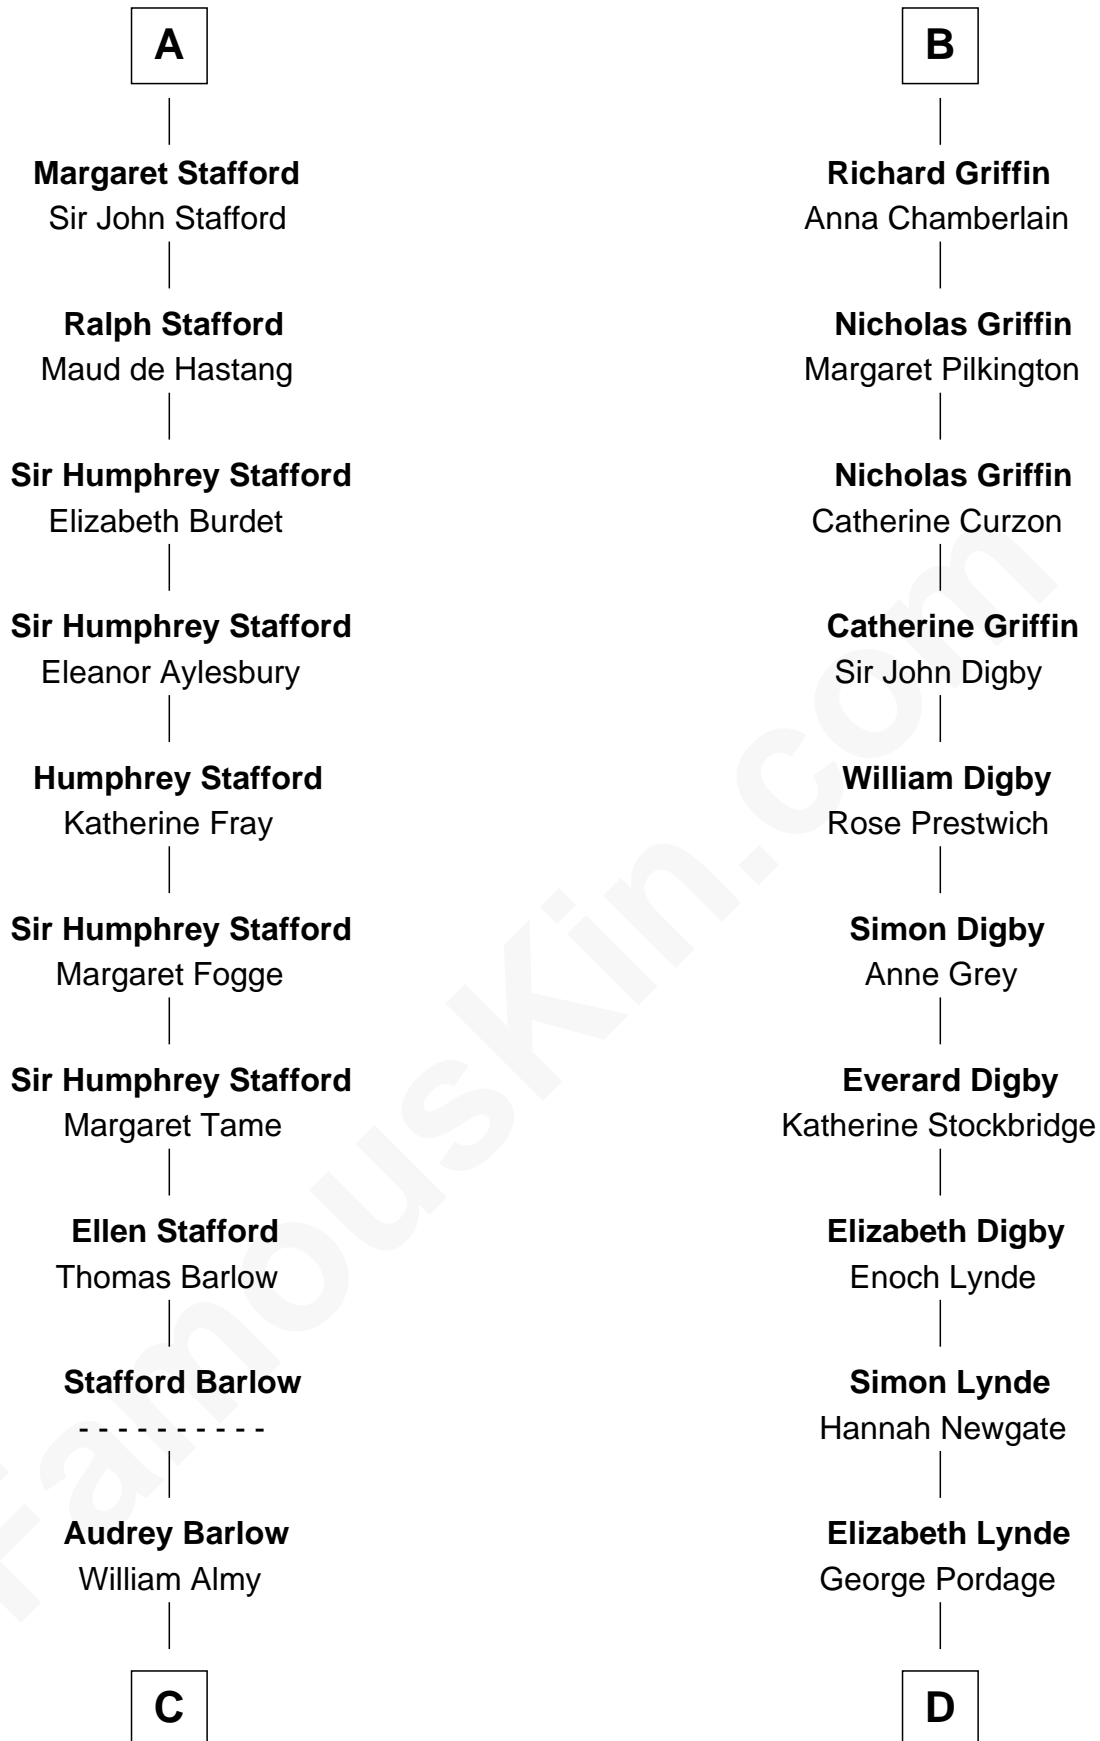 A
Margaret Stafford
Sir John Stafford
Ralph Stafford
Maud de Hastang
Sir Humphrey Stafford
Elizabeth Burdet
Sir Humphrey Stafford
Eleanor Aylesbury
Humphrey Stafford
Katherine Fray
Sir Humphrey Stafford
Margaret Fogge
Sir Humphrey Stafford
Margaret Tame
Ellen Stafford
Thomas Barlow
Stafford Barlow
- - - - - - - - - -
Audrey Barlow
William Almy
C
B
Richard Griffin
Anna Chamberlain
Nicholas Griffin
Margaret Pilkington
Nicholas Griffin
Catherine Curzon
Catherine Griffin
Sir John Digby
William Digby
Rose Prestwich
Simon Digby
Anne Grey
Everard Digby
Katherine Stockbridge
Elizabeth Digby
Enoch Lynde
Simon Lynde
Hannah Newgate
Elizabeth Lynde
George Pordage
D
FamousKin.com